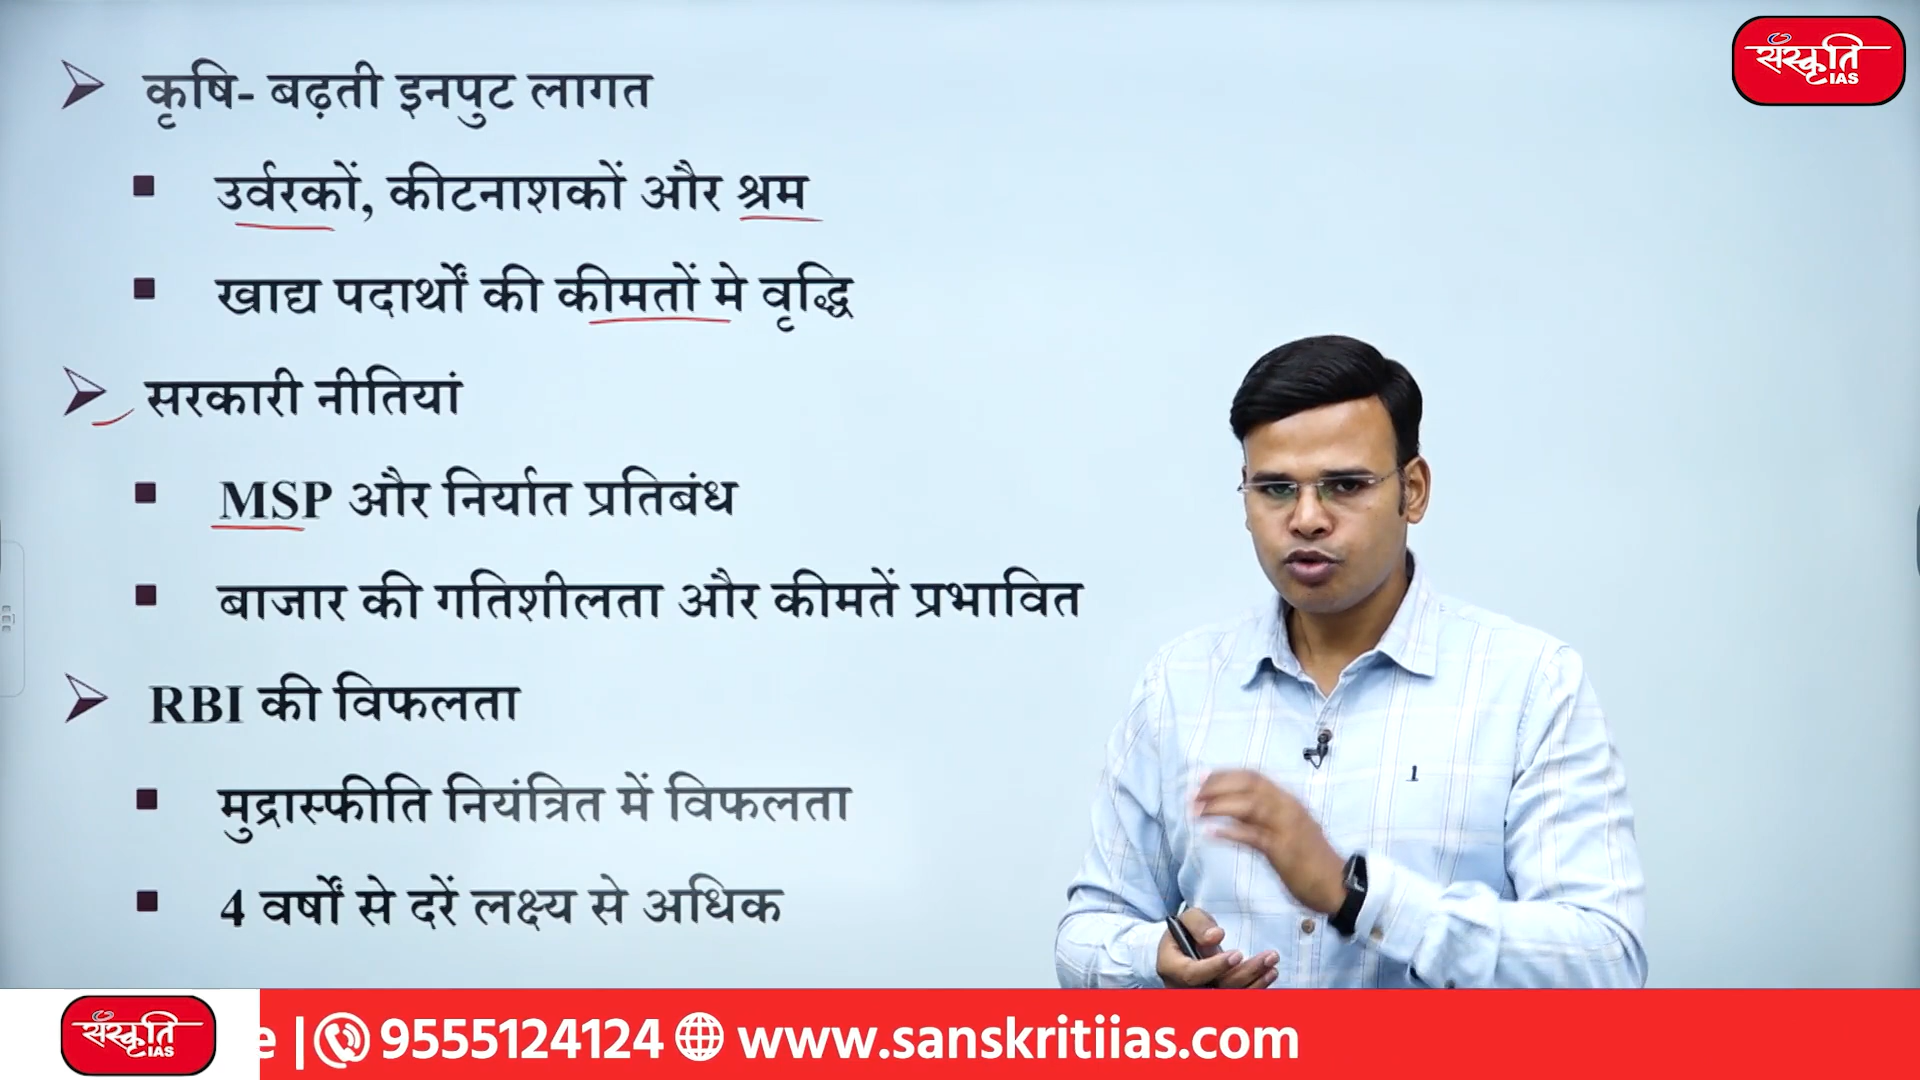 संस्कृति
IAS
कृषि- बढ़ती इनपुट लागत
उर्वरकों, कीटनाशकों और श्रम
खाद्य पदार्थों की कीमतों मे वृद्धि
सरकारी नीतियां
MSP और निर्यात प्रतिबंध
बाजार की गतिशीलता और कीमतें प्रभावित
RBI की विफलता
मुद्रास्फीति नियंत्रित में विफलता
4 वर्षों से दरें लक्ष्य से अधिक
संस्कृति
IAS
e | 9555124124 www.sanskritiias.com